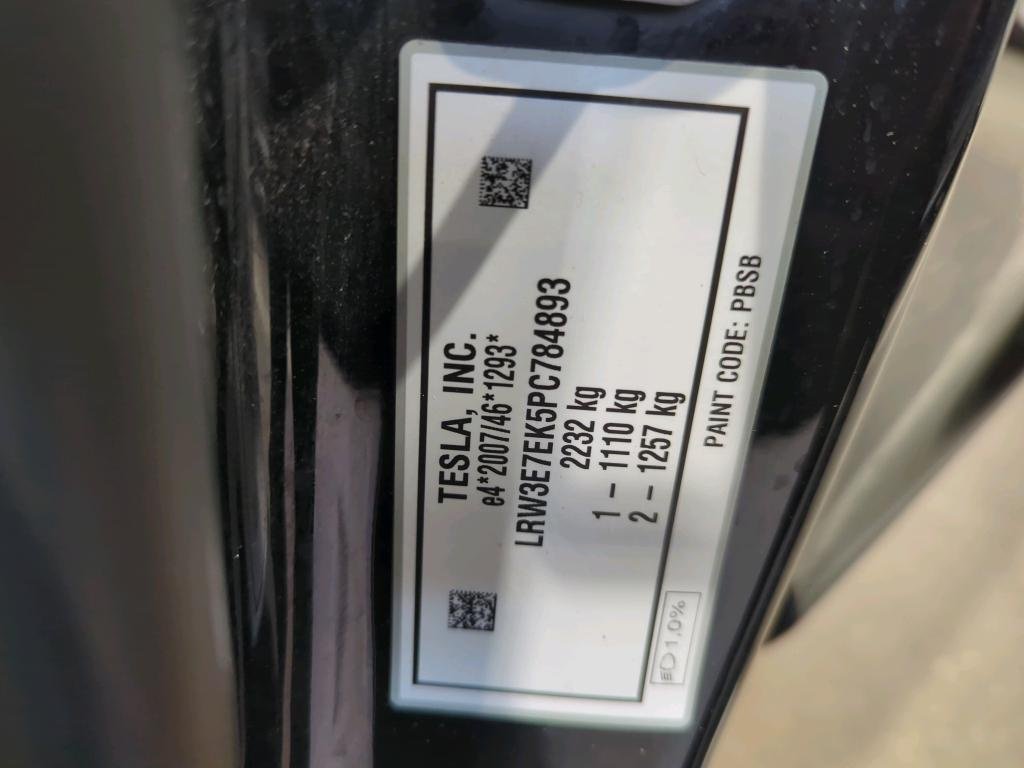 TESLA, INC.
e4*2007/46*1293*
LRW3E7EK5PC784893
2232 kg
1 – 1110 kg
2 – 1257 kg
1.0%
PAINT CODE: PBSB